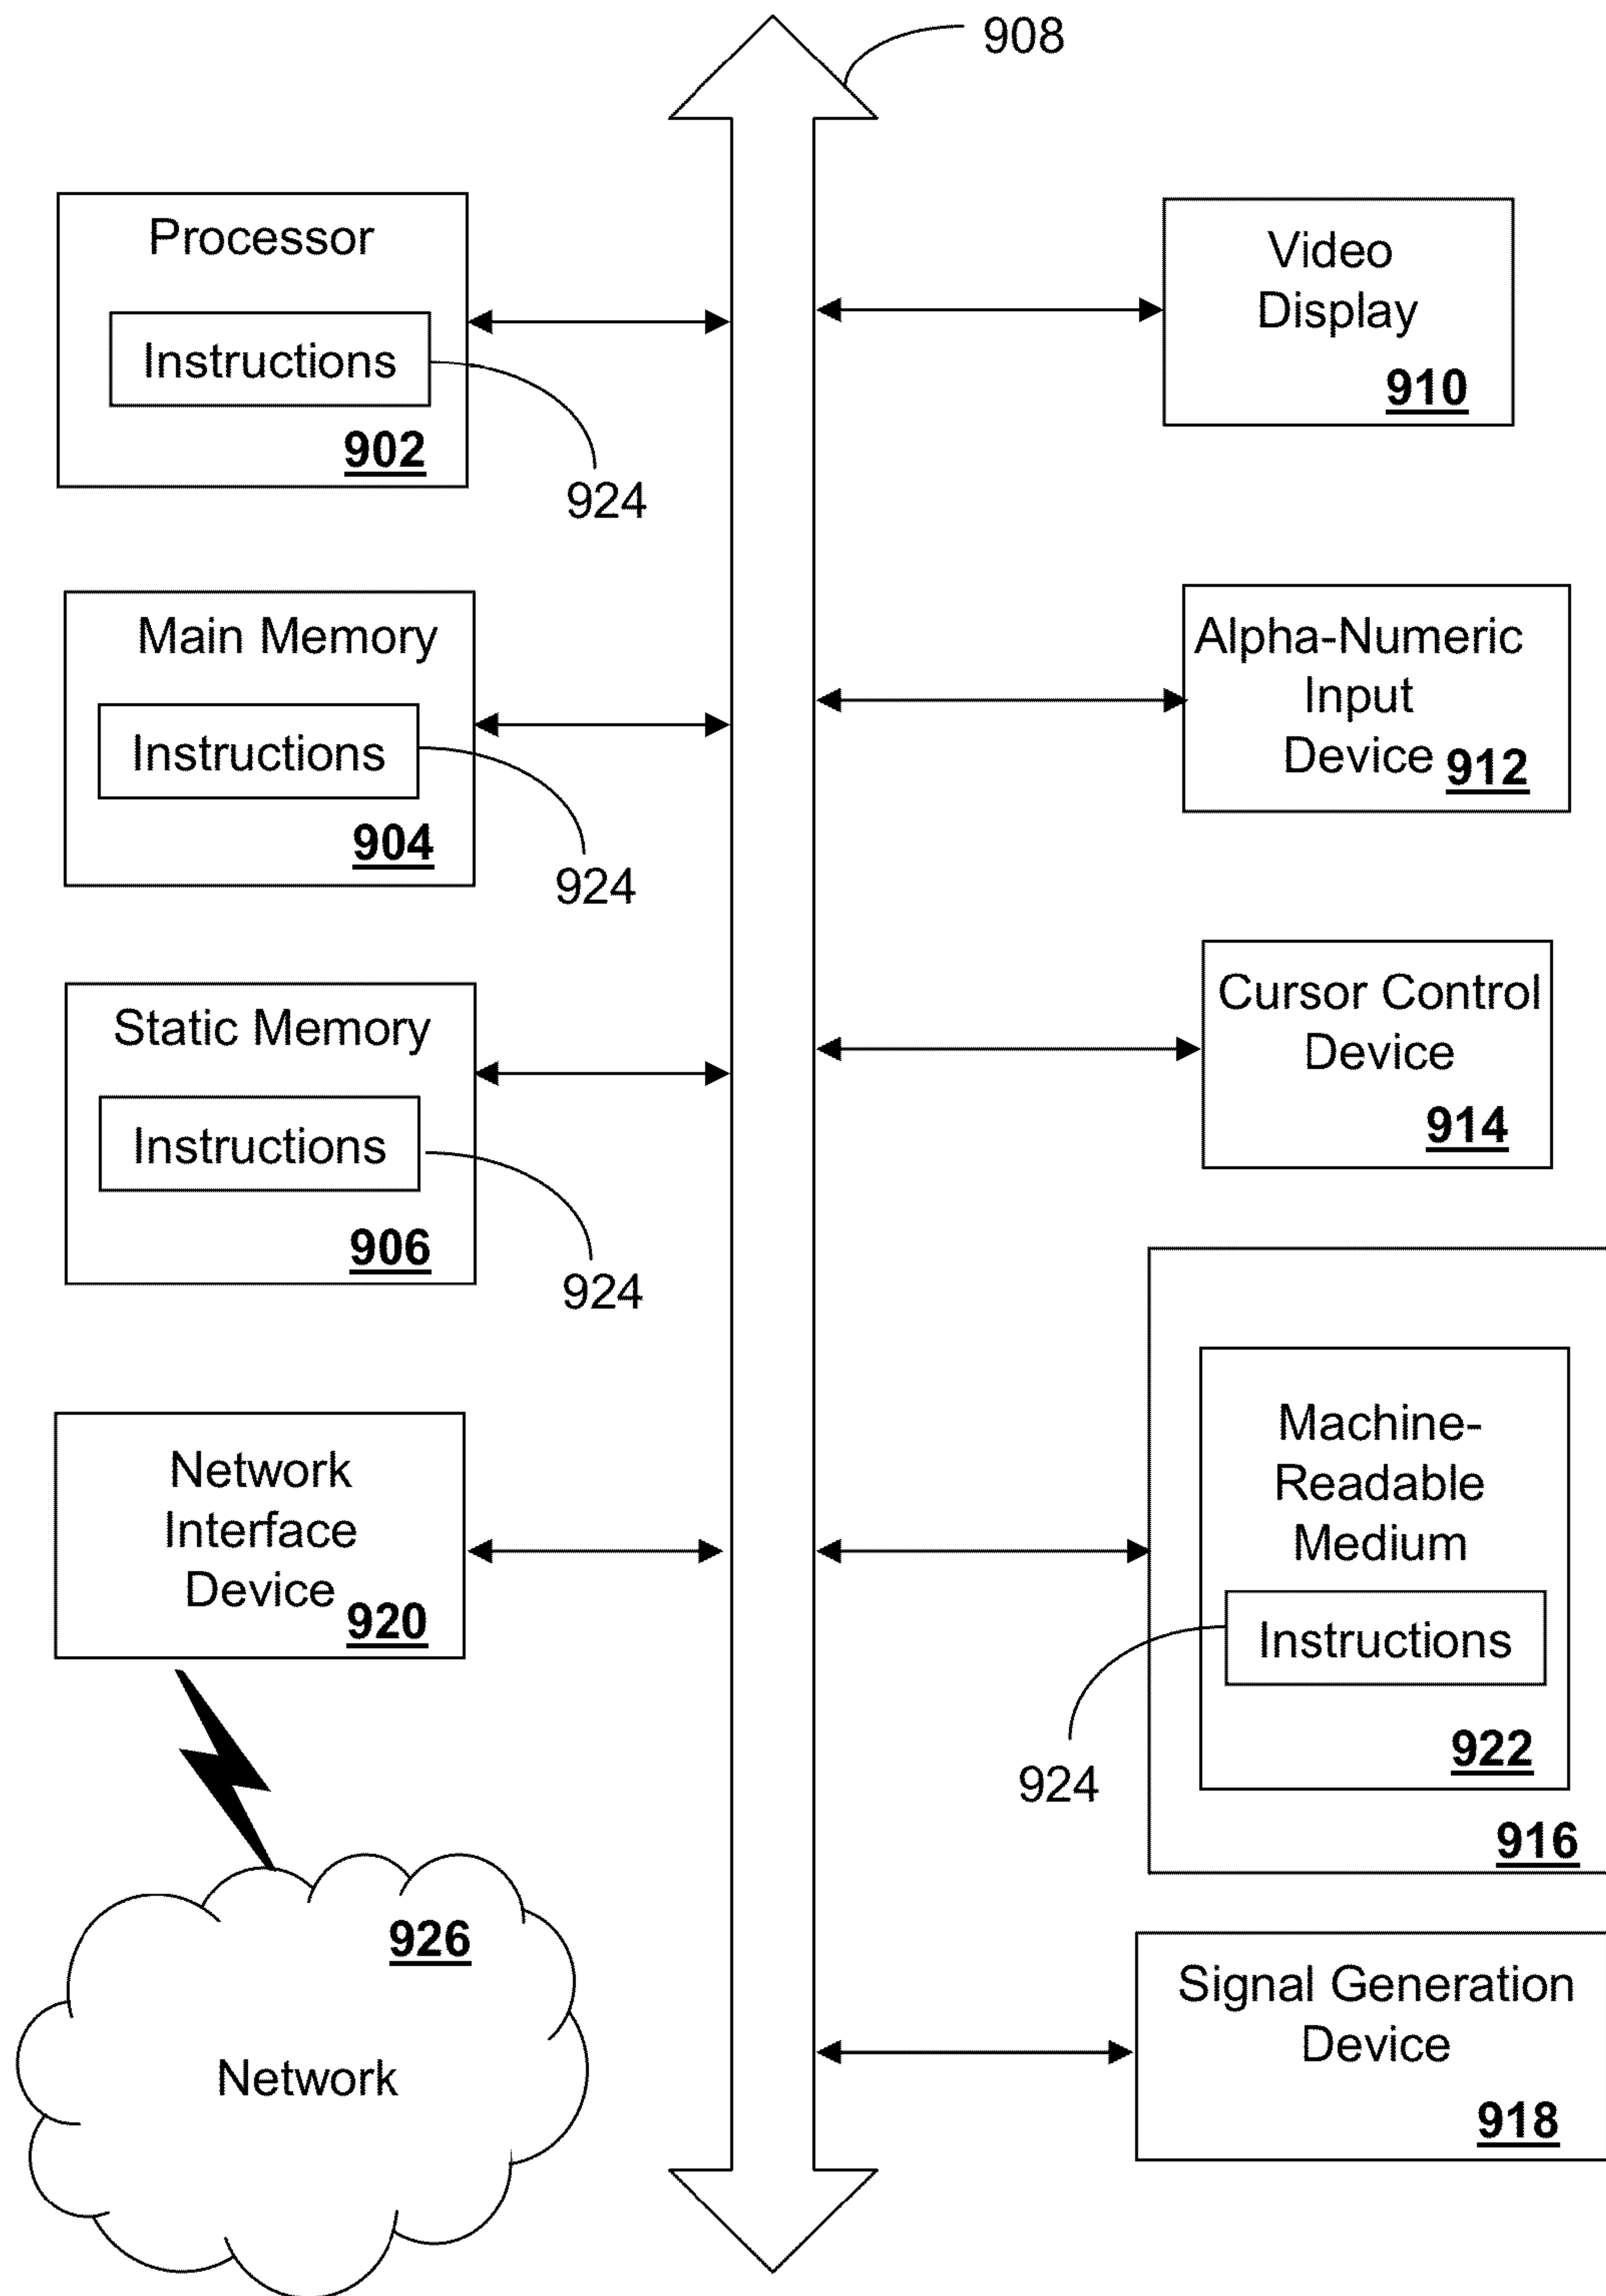 908
Processor
Instructions
902
924
Main Memory
Instructions
904
924
Static Memory
Instructions
906
924
Network
Interface
Device
920
926
Network
Video
Display
910
Alpha-Numeric
Input
Device 912
Cursor Control
Device
914
Machine-
Readable
Medium
Instructions
922
924
916
Signal Generation
Device
918